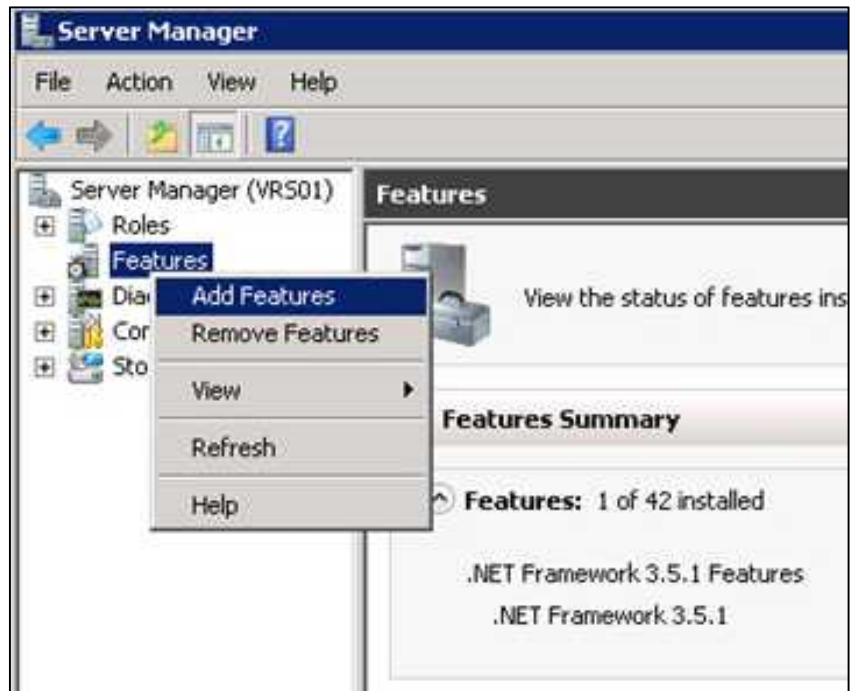 Server Manager
File Action View Help
Server Manager (VRS01)
Roles
Features
Add Features
Remove Features
View
Refresh
Help
Features
View the status of features ins
Features Summary
Features: 1 of 42 installed
.NET Framework 3.5.1 Features
.NET Framework 3.5.1